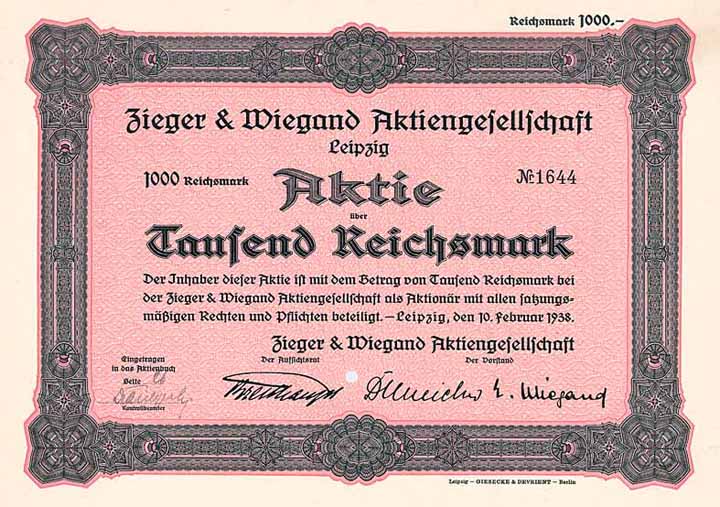 Reichsmark 1000.-
Zieger & Wiegand Aktiengesellschaft
Leipzig
1000 Reichsmark Aktie № 1644
über
Tausend Reichsmark
Der Inhaber dieser Aktie ist mit dem Betrag von Tausend Reichsmark bei
der Zieger & Wiegand Aktiengesellschaft als Aktionär mit allen satzungs-
mäßigen Rechten und Pflichten beteiligt. – Leipzig, den 10. Februar 1938.
Zieger & Wiegand Aktiengesellschaft
Eingetragen
in das Aktienbuch
Seite
Kontrollbeamter
Der Aufsichtsrat
Der Vorstand
E. Wiegand
Leipzig – GIESECKE & DEVRIENT – Berlin